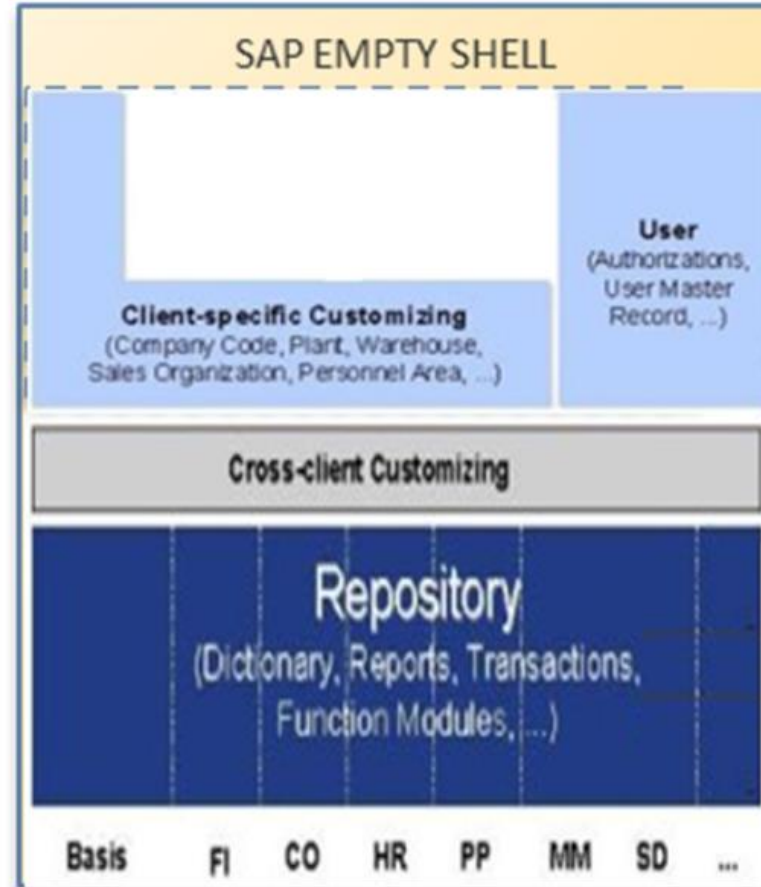 SAP EMPTY SHELL
User
(Authorizations,
User Master
Record, ...)
Client-specific Customizing
(Company Code, Plant, Warehouse,
Sales Organization, Personnel Area, ...)
Cross-client Customizing
Repository
(Dictionary, Reports, Transactions,
Function Modules, ...)
Basis FI CO HR PP MM SD ...